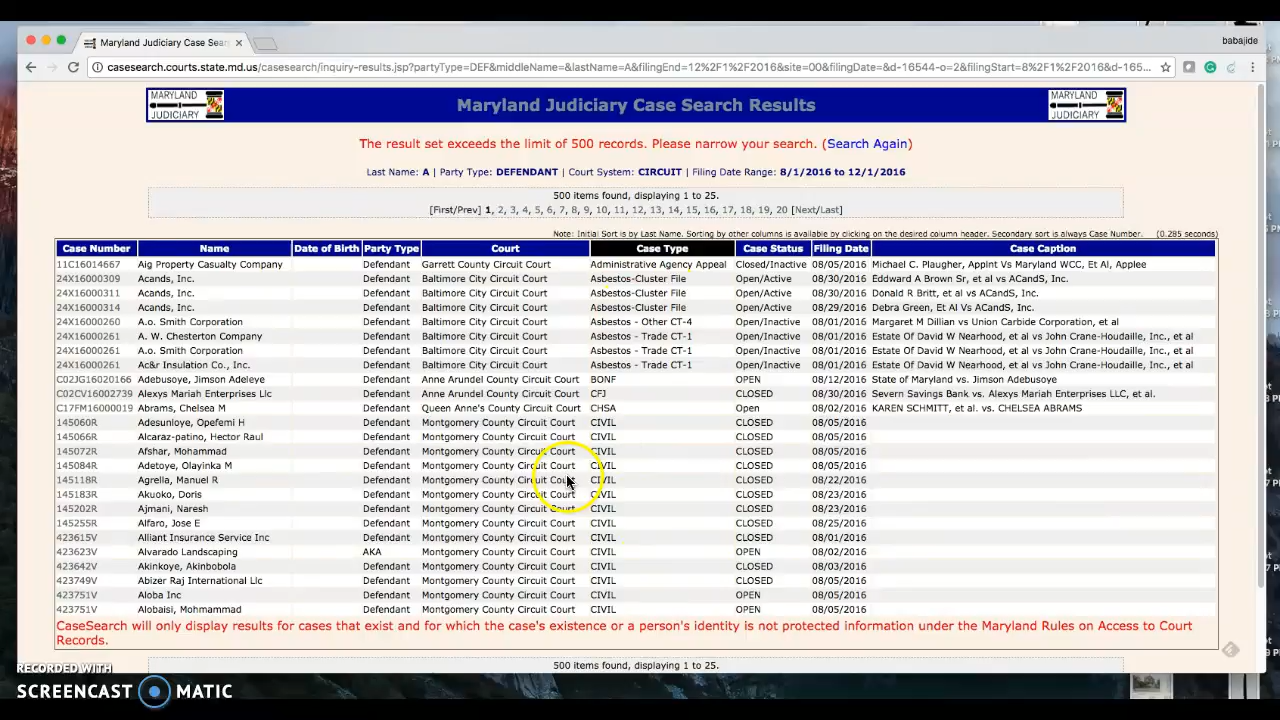 Maryland Judiciary Case Sear
babajide
casesearch.courts.state.md.us/casesearch/inquiry-results.jsp?partyType=DEF&middleName=&lastName=A&filingEnd=12%2F1%2F2016&site=00&filingDate=&d-16544-o=2&filingStart=8%2F1%2F2016&d-165...
MARYLAND JUDICIARY Maryland Judiciary Case Search Results MARYLAND JUDICIARY
The result set exceeds the limit of 500 records. Please narrow your search. (Search Again)
Last Name: A | Party Type: DEFENDANT | Court System: CIRCUIT | Filing Date Range: 8/1/2016 to 12/1/2016
500 items found, displaying 1 to 25.
[First/Prev] 1, 2, 3, 4, 5, 6, 7, 8, 9, 10, 11, 12, 13, 14, 15, 16, 17, 18, 19, 20 [Next/Last]
Note: Initial Sort is by Last Name. Sorting by other columns is available by clicking on the desired column header. Secondary sort is always Case Number. (0.285 seconds)
Case Number Name Date of Birth Party Type Court Case Type Case Status Filing Date Case Caption
11C16014667 Aig Property Casualty Company Defendant Garrett County Circuit Court Administrative Agency Appeal Closed/Inactive 08/05/2016 Michael C. Plaugher, Applnt Vs Maryland WCC, Et Al, Applee
24X16000309 Acands, Inc. Defendant Baltimore City Circuit Court Asbestos-Cluster File Open/Active 08/30/2016 Eddward A Brown Sr, et al vs ACandS, Inc.
24X16000311 Acands, Inc. Defendant Baltimore City Circuit Court Asbestos-Cluster File Open/Active 08/30/2016 Donald R Britt, et al vs ACandS, Inc.
24X16000314 Acands, Inc. Defendant Baltimore City Circuit Court Asbestos-Cluster File Open/Active 08/29/2016 Debra Green, Et Al Vs ACandS, Inc.
24X16000260 A.o. Smith Corporation Defendant Baltimore City Circuit Court Asbestos - Other CT-4 Open/Inactive 08/01/2016 Margaret M Dillian vs Union Carbide Corporation, et al
24X16000261 A. W. Chesterton Company Defendant Baltimore City Circuit Court Asbestos - Trade CT-1 Open/Inactive 08/01/2016 Estate Of David W Nearhood, et al vs John Crane-Houdaille, Inc., et al
24X16000261 A.o. Smith Corporation Defendant Baltimore City Circuit Court Asbestos - Trade CT-1 Open/Inactive 08/01/2016 Estate Of David W Nearhood, et al vs John Crane-Houdaille, Inc., et al
24X16000261 Ac&r Insulation Co., Inc. Defendant Baltimore City Circuit Court Asbestos - Trade CT-1 Open/Inactive 08/01/2016 Estate Of David W Nearhood, et al vs John Crane-Houdaille, Inc., et al
C02JG16020166 Adebusoye, Jimson Adeleye Defendant Anne Arundel County Circuit Court BONF OPEN 08/12/2016 State of Maryland vs. Jimson Adebusoye
C02CV16002739 Alexys Mariah Enterprises Llc Defendant Anne Arundel County Circuit Court CFJ CLOSED 08/30/2016 Severn Savings Bank vs. Alexys Mariah Enterprises LLC, et al.
C17FM16000019 Abrams, Chelsea M Defendant Queen Anne's County Circuit Court CHSA Open 08/02/2016 KAREN SCHMITT, et al. vs. CHELSEA ABRAMS
145060R Adesunloye, Opefemi H Defendant Montgomery County Circuit Court CIVIL CLOSED 08/05/2016
145066R Alcaraz-patino, Hector Raul Defendant Montgomery County Circuit Court CIVIL CLOSED 08/05/2016
145072R Afshar, Mohammad Defendant Montgomery County Circuit Court CIVIL CLOSED 08/05/2016
145084R Adetoye, Olayinka M Defendant Montgomery County Circuit Court CIVIL CLOSED 08/05/2016
145118R Agrella, Manuel R Defendant Montgomery County Circuit Court CIVIL CLOSED 08/22/2016
145183R Akuoko, Doris Defendant Montgomery County Circuit Court CIVIL CLOSED 08/23/2016
145202R Ajmani, Naresh Defendant Montgomery County Circuit Court CIVIL CLOSED 08/23/2016
145255R Alfaro, Jose E Defendant Montgomery County Circuit Court CIVIL CLOSED 08/25/2016
423615V Alliant Insurance Service Inc Defendant Montgomery County Circuit Court CIVIL CLOSED 08/01/2016
423623V Alvarado Landscaping AKA Montgomery County Circuit Court CIVIL OPEN 08/02/2016
423642V Akinkoye, Akinbobola Defendant Montgomery County Circuit Court CIVIL CLOSED 08/03/2016
423749V Abizer Raj International Llc Defendant Montgomery County Circuit Court CIVIL CLOSED 08/05/2016
423751V Aloba Inc Defendant Montgomery County Circuit Court CIVIL OPEN 08/05/2016
423751V Alobaisi, Mohmammad Defendant Montgomery County Circuit Court CIVIL OPEN 08/05/2016
CaseSearch will only display results for cases that exist and for which the case's existence or a person's identity is not protected information under the Maryland Rules on Access to Court
Records.
500 items found, displaying 1 to 25.
RECORDED WITH
SCREENCAST MATIC